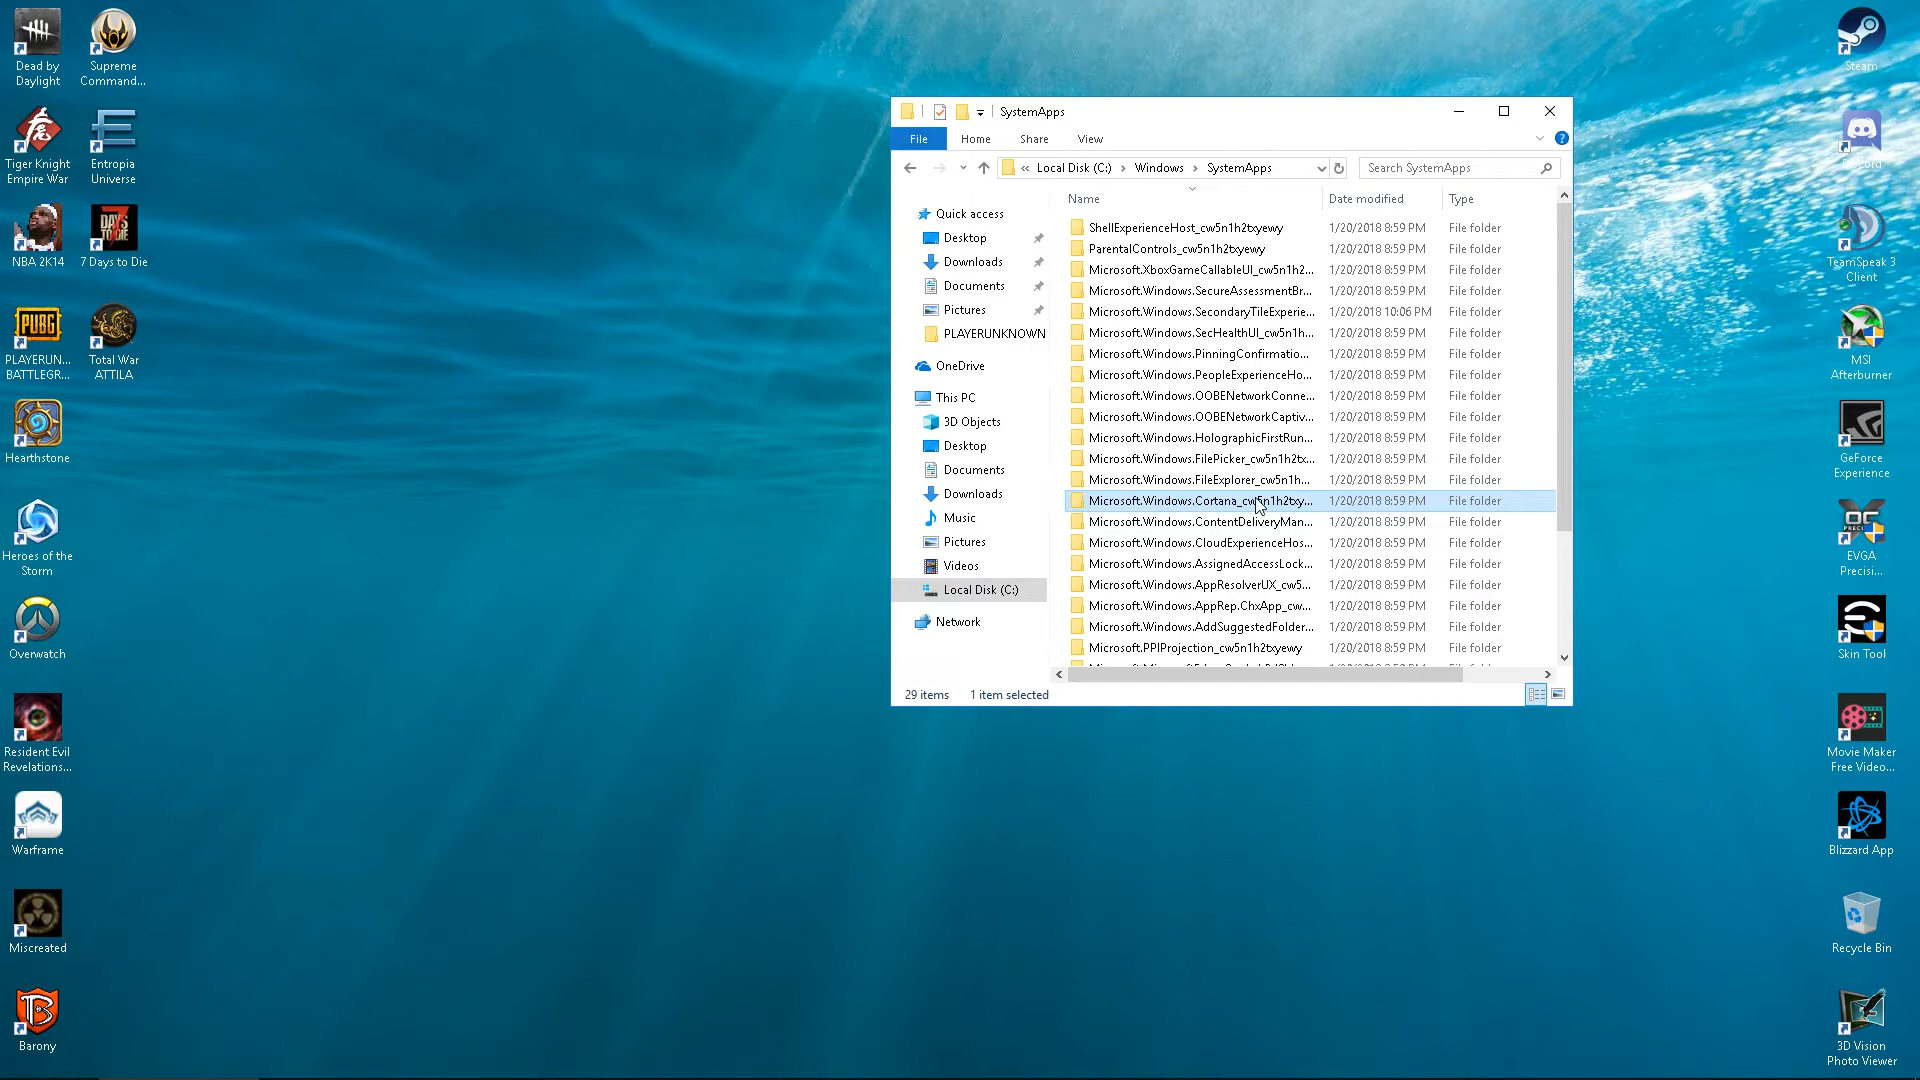 Dead by
Daylight
Supreme
Command...
Tiger Knight
Empire War
Entropia
Universe
NBA 2K14
7 Days to Die
DAYS
TO DIE
PUBG
PLAYERUN...
BATTLEGR...
Total War
ATTILA
Hearthstone
Heroes of the
Storm
Overwatch
Resident Evil
Revelations...
Warframe
Miscreated
Barony
SystemApps
File
Home
Share
View
« Local Disk (C:) › Windows › SystemApps
Search SystemApps
Quick access
Desktop
Downloads
Documents
Pictures
PLAYERUNKNOWN
OneDrive
This PC
3D Objects
Desktop
Documents
Downloads
Music
Pictures
Videos
Local Disk (C:)
Network
Name Date modified Type
ShellExperienceHost_cw5n1h2txyewy 1/20/2018 8:59 PM File folder
ParentalControls_cw5n1h2txyewy 1/20/2018 8:59 PM File folder
Microsoft.XboxGameCallableUI_cw5n1h2... 1/20/2018 8:59 PM File folder
Microsoft.Windows.SecureAssessmentBr... 1/20/2018 8:59 PM File folder
Microsoft.Windows.SecondaryTileExperie... 1/20/2018 10:06 PM File folder
Microsoft.Windows.SecHealthUI_cw5n1h... 1/20/2018 8:59 PM File folder
Microsoft.Windows.PinningConfirmatio... 1/20/2018 8:59 PM File folder
Microsoft.Windows.PeopleExperienceHo... 1/20/2018 8:59 PM File folder
Microsoft.Windows.OOBENetworkConne... 1/20/2018 8:59 PM File folder
Microsoft.Windows.OOBENetworkCaptiv... 1/20/2018 8:59 PM File folder
Microsoft.Windows.HolographicFirstRun... 1/20/2018 8:59 PM File folder
Microsoft.Windows.FilePicker_cw5n1h2tx... 1/20/2018 8:59 PM File folder
Microsoft.Windows.FileExplorer_cw5n1h... 1/20/2018 8:59 PM File folder
Microsoft.Windows.Cortana_cw5n1h2txy... 1/20/2018 8:59 PM File folder
Microsoft.Windows.ContentDeliveryMan... 1/20/2018 8:59 PM File folder
Microsoft.Windows.CloudExperienceHos... 1/20/2018 8:59 PM File folder
Microsoft.Windows.AssignedAccessLock... 1/20/2018 8:59 PM File folder
Microsoft.Windows.AppResolverUX_cw5... 1/20/2018 8:59 PM File folder
Microsoft.Windows.AppRep.ChxApp_cw... 1/20/2018 8:59 PM File folder
Microsoft.Windows.AddSuggestedFolder... 1/20/2018 8:59 PM File folder
Microsoft.PPIProjection_cw5n1h2txyewy 1/20/2018 8:59 PM File folder
29 items 1 item selected
Steam
Discord
TeamSpeak 3
Client
MSI
Afterburner
GeForce
Experience
EVGA
Precisi...
Skin Tool
Movie Maker
Free Video...
Blizzard App
Recycle Bin
3D Vision
Photo Viewer